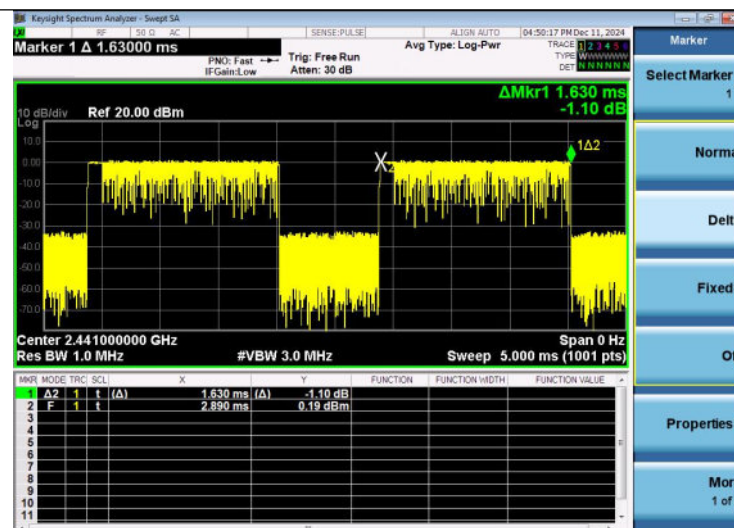 Keysight Spectrum Analyzer - Swept SA
RF 50 Ω AC SENSE:PULSE ALIGN AUTO 04:50:17 PM Dec 11, 2024
Marker 1 Δ 1.63000 ms
PNO: Fast
IFGain:Low
Trig: Free Run
Atten: 30 dB
Avg Type: Log-Pwr
TRACE 1 2 3 4 5 6
TYPE WWWWWW
DET N N N N N N
ΔMkr1 1.630 ms
-1.10 dB
10 dB/div Ref 20.00 dBm
Log
10.0
0.00
-10.0
-20.0
-30.0
-40.0
-50.0
-60.0
-70.0
X2
1Δ2
Center 2.441000000 GHz Span 0 Hz
Res BW 1.0 MHz #VBW 3.0 MHz Sweep 5.000 ms (1001 pts)
MKR MODE TRC SCL X Y FUNCTION FUNCTION WIDTH FUNCTION VALUE
1 Δ2 1 t (Δ) 1.630 ms (Δ) -1.10 dB
2 F 1 t 2.890 ms 0.19 dBm
3
4
5
6
7
8
9
10
11
Marker
Select Marker
1
Norma
Delt
Fixed
Of
Properties
Mor
1 of